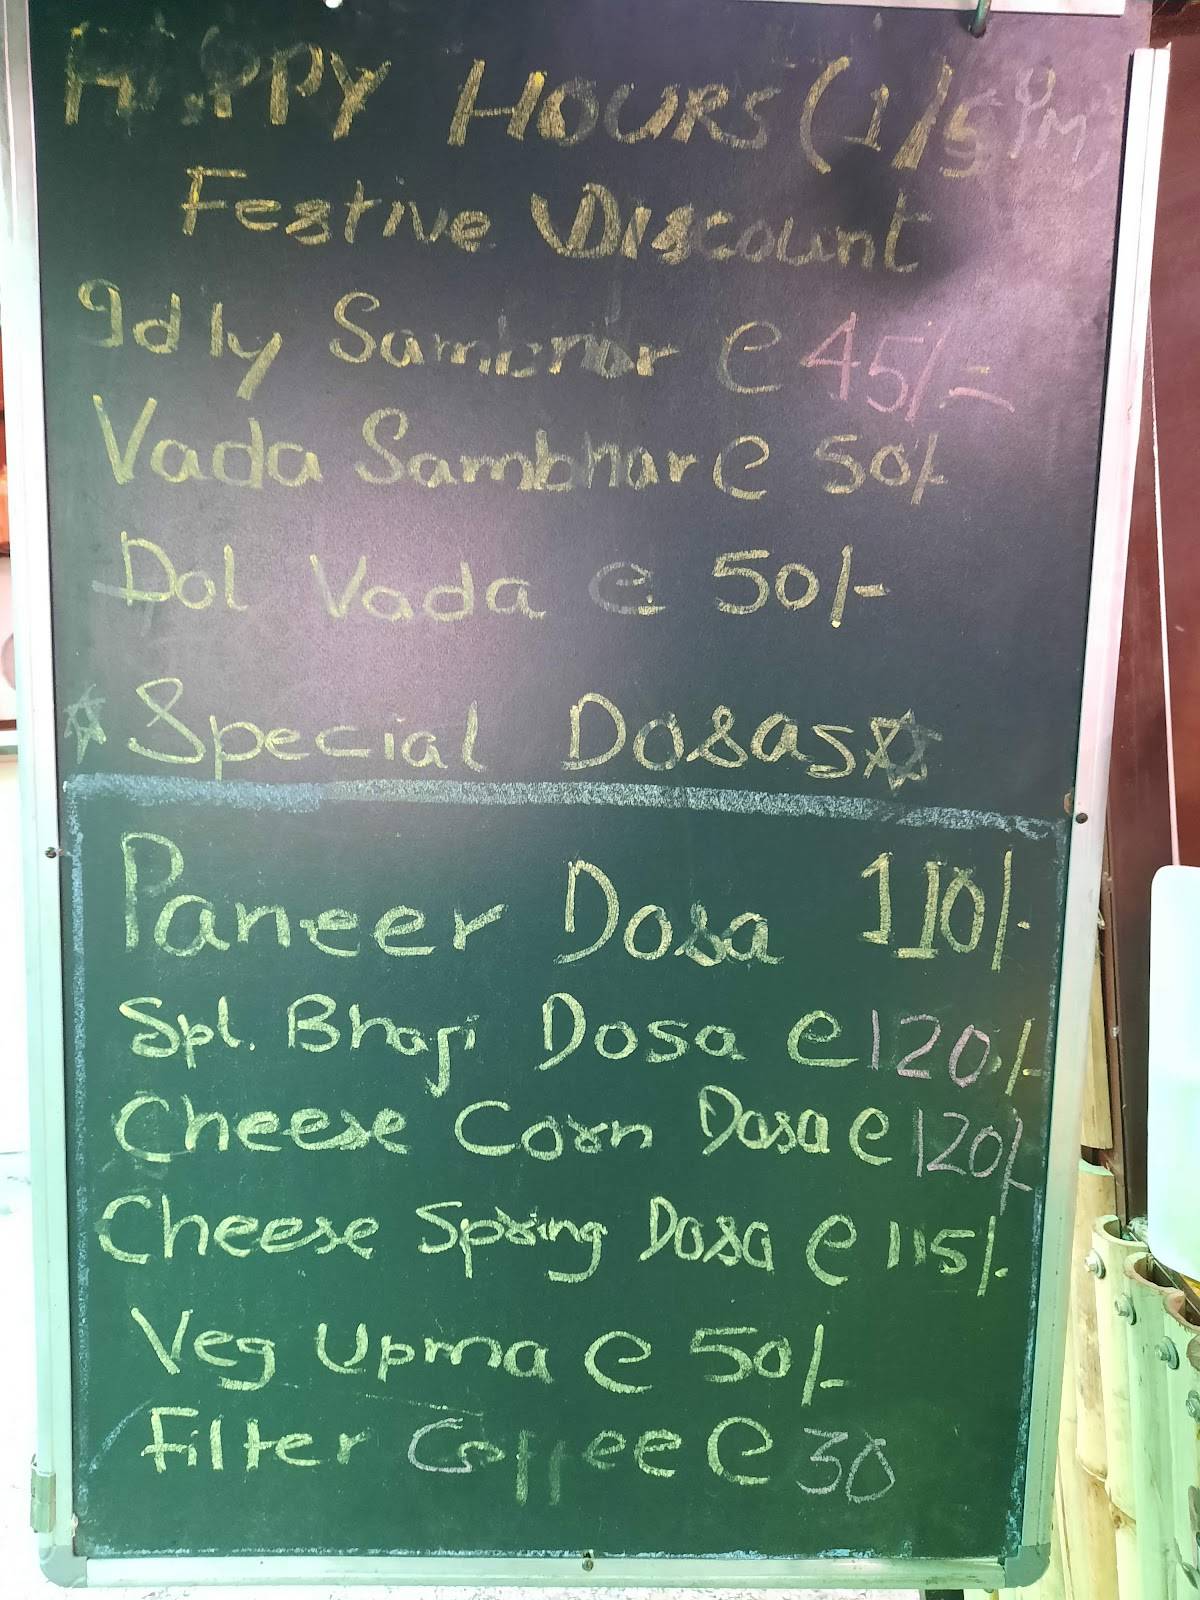 HAPPY HOURS (1/5 PM)
Festive Discount
Idly Sambhar @ 45/-
Vada Sambhar @ 50/-
Dal Vada @ 50/-
Special Dosas
Paneer Dosa 110/-
Spl. Bhaji Dosa @ 120/-
Cheese Corn Dosa @ 120/-
Cheese Spring Dosa @ 115/-
Veg Upma @ 50/-
Filter Coffee @ 30